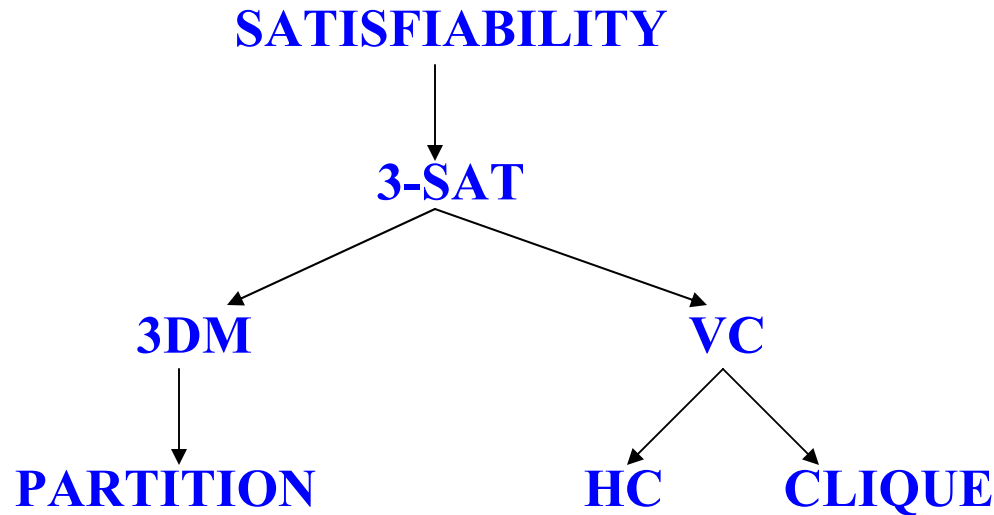 SATISFIABILITY
3-SAT
3DM VC
PARTITION HC CLIQUE